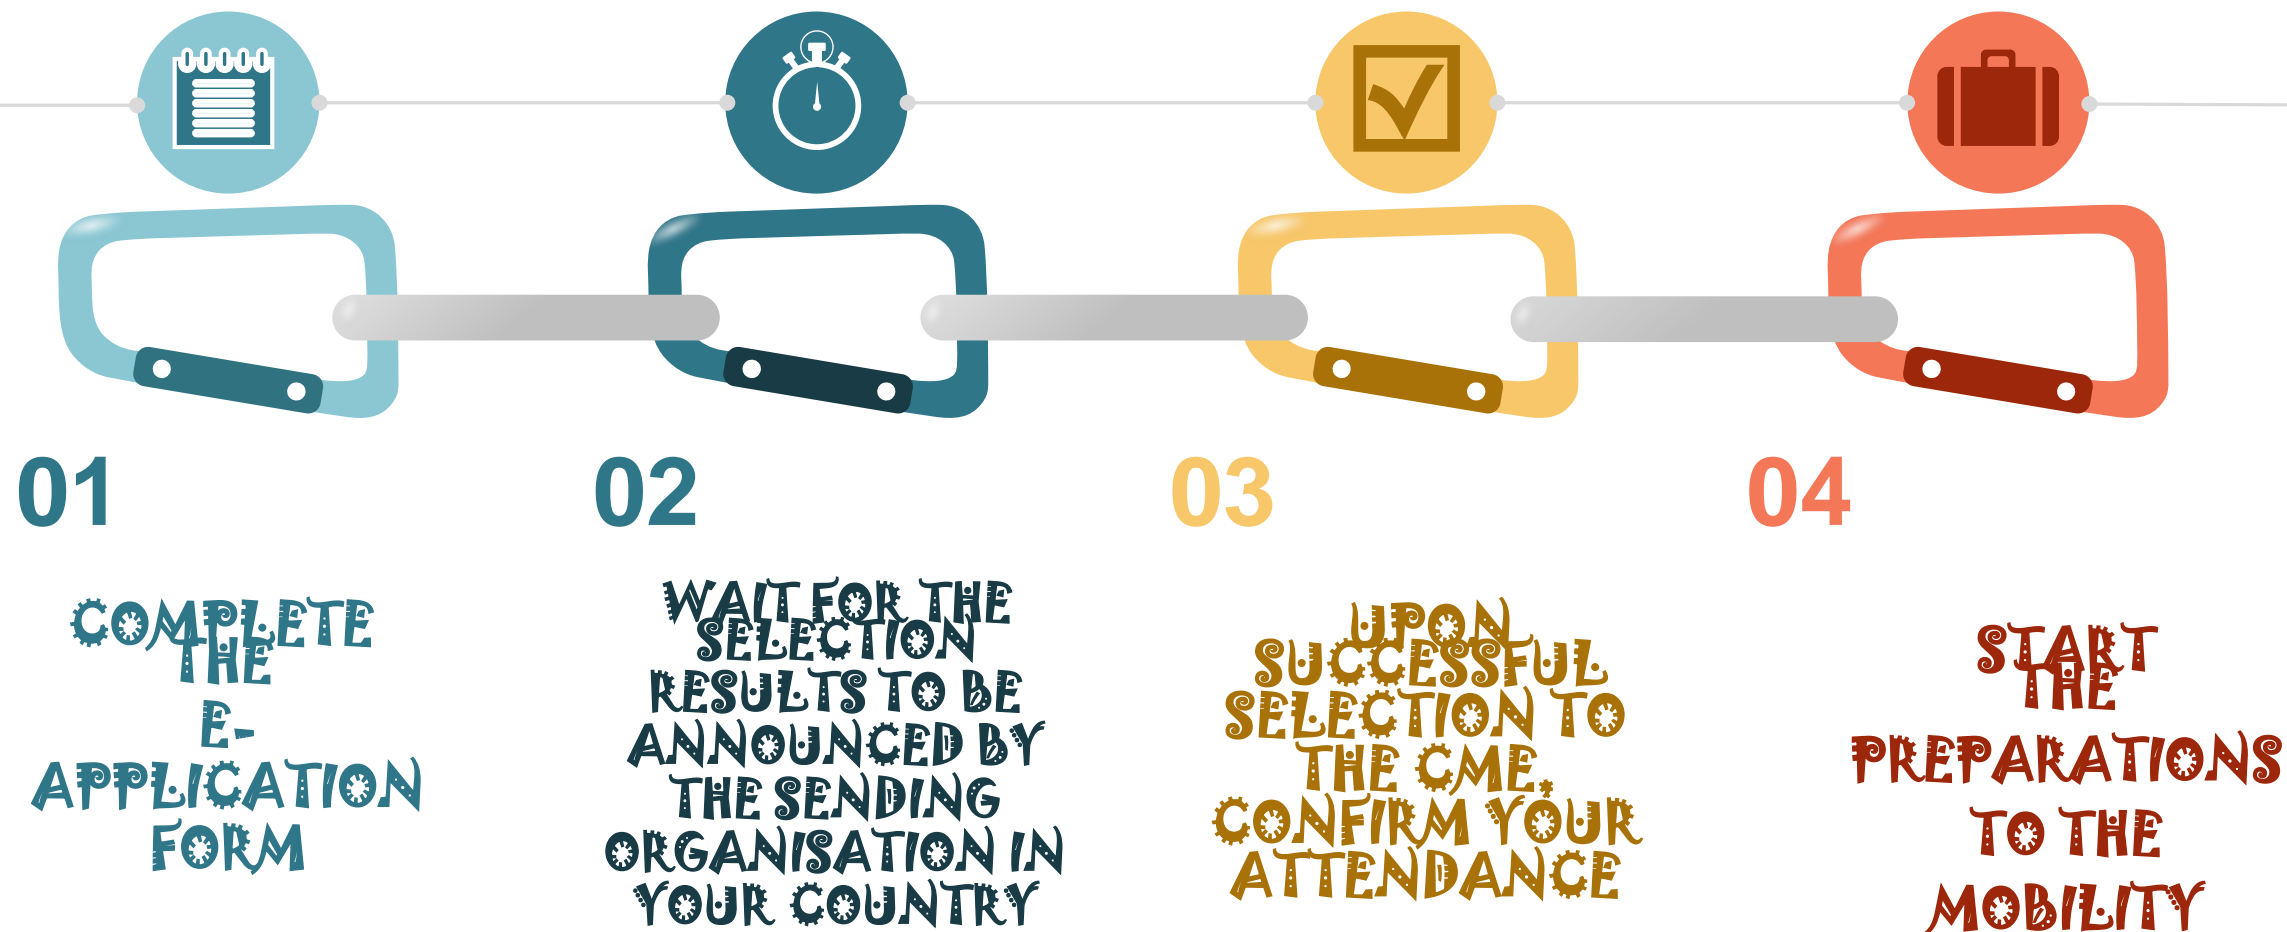 01
COMPLETE
THE
E-
APPLICATION
FORM
02
WAIT FOR THE
SELECTION
RESULTS TO BE
ANNOUNCED BY
THE SENDING
ORGANISATION IN
YOUR COUNTRY
03
UPON
SUCCESSFUL
SELECTION TO
THE CME,
CONFIRM YOUR
ATTENDANCE
04
START
THE
PREPARATIONS
TO THE
MOBILITY